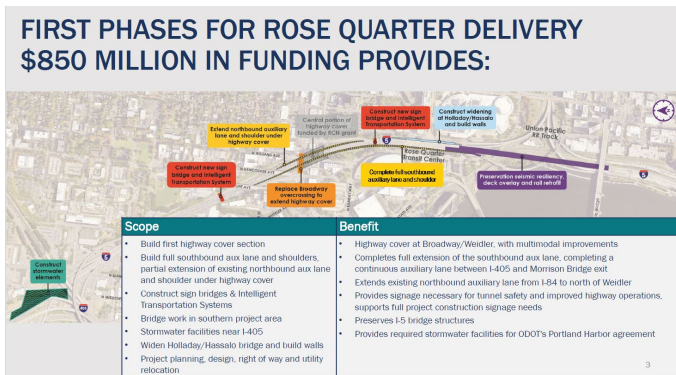 FIRST PHASES FOR ROSE QUARTER DELIVERY
$850 MILLION IN FUNDING PROVIDES:
Extend northbound auxiliary
lane and shoulder under
highway cover
Central portion of
highway cover
funded by RCN grant
Construct new sign
bridge and Intelligent
Transportation System
Construct widening
at Holladay/Hassalo
and build walls
Union Pacific
RR Track
Construct new sign
bridge and Intelligent
Transportation System
Replace Broadway
overcrossing to
extend highway cover
5
Rose Quarter
Transit Center
Complete full southbound
auxiliary lane and shoulder
Preservation seismic resiliency,
deck overlay and rail retrofit
5
Construct
stormwater
elements
5
405
Scope
• Build first highway cover section
• Build full southbound aux lane and shoulders,
partial extension of existing northbound aux lane
and shoulder under highway cover
• Construct sign bridges & Intelligent
Transportation Systems
• Bridge work in southern project area
• Stormwater facilities near I-405
• Widen Holladay/Hassalo bridge and build walls
• Project planning, design, right of way and utility
relocation
Benefit
• Highway cover at Broadway/Weidler, with multimodal improvements
• Completes full extension of the southbound aux lane, completing a
continuous auxiliary lane between I-405 and Morrison Bridge exit
• Extends existing northbound auxiliary lane from I-84 to north of Weidler
• Provides signage necessary for tunnel safety and improved highway operations,
supports full project construction signage needs
• Preserves I-5 bridge structures
• Provides required stormwater facilities for ODOT's Portland Harbor agreement
3